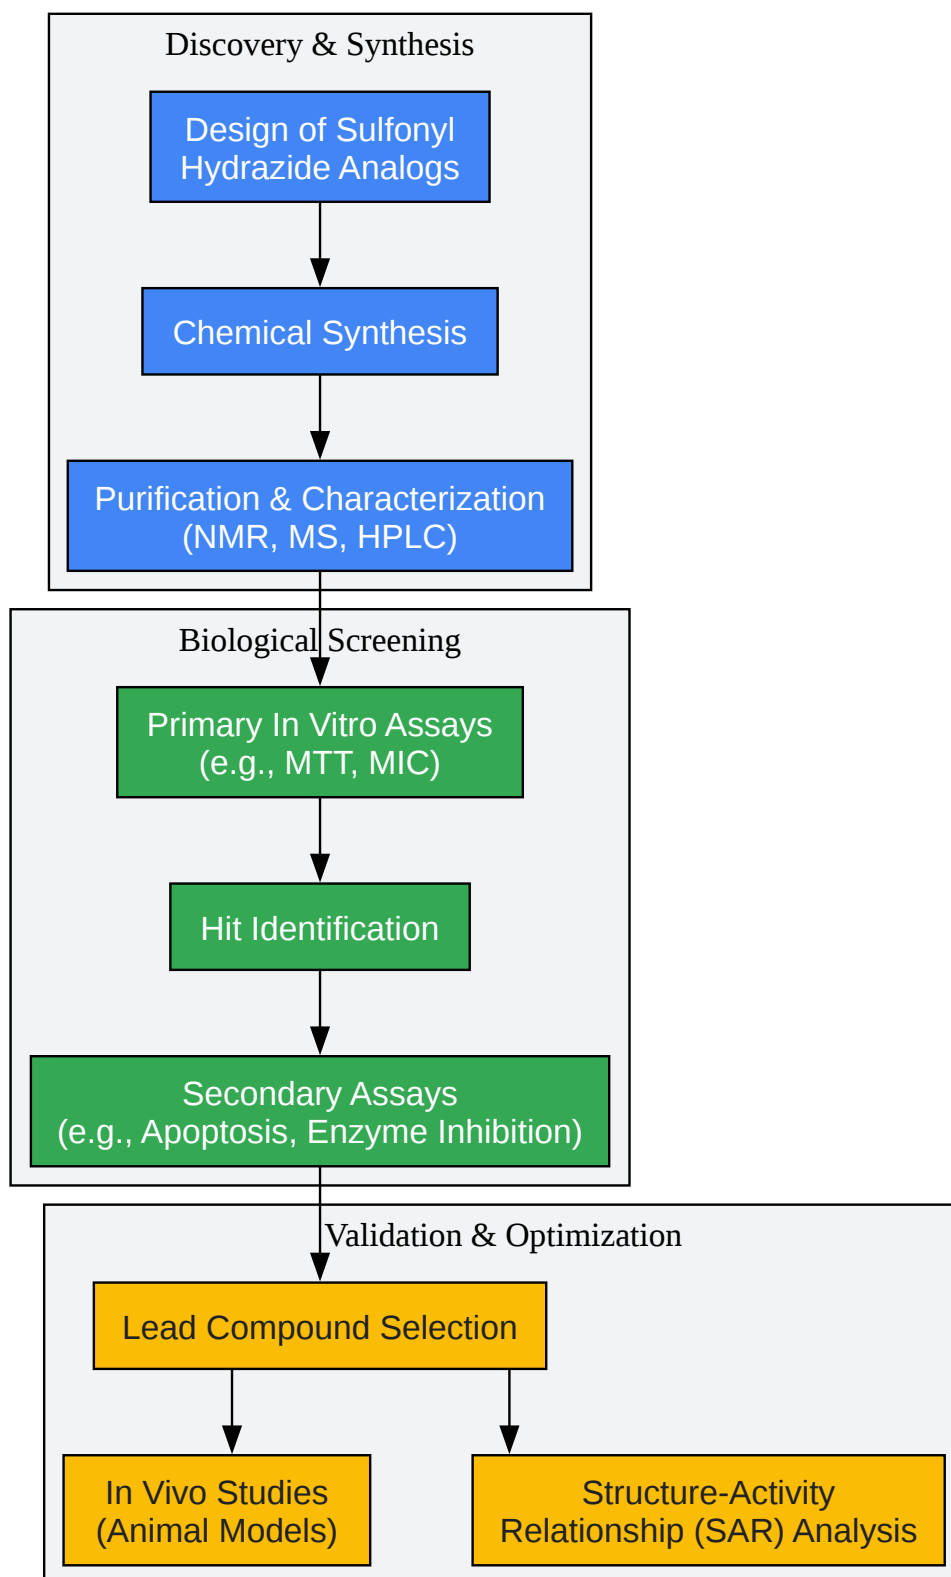 Discovery & Synthesis
Design of Sulfonyl
Hydrazide Analogs
Chemical Synthesis
Purification & Characterization
(NMR, MS, HPLC)
Biological Screening
Primary In Vitro Assays
(e.g., MTT, MIC)
Hit Identification
Secondary Assays
(e.g., Apoptosis, Enzyme Inhibition)
Validation & Optimization
Lead Compound Selection
In Vivo Studies
(Animal Models)
Structure-Activity
Relationship (SAR) Analysis